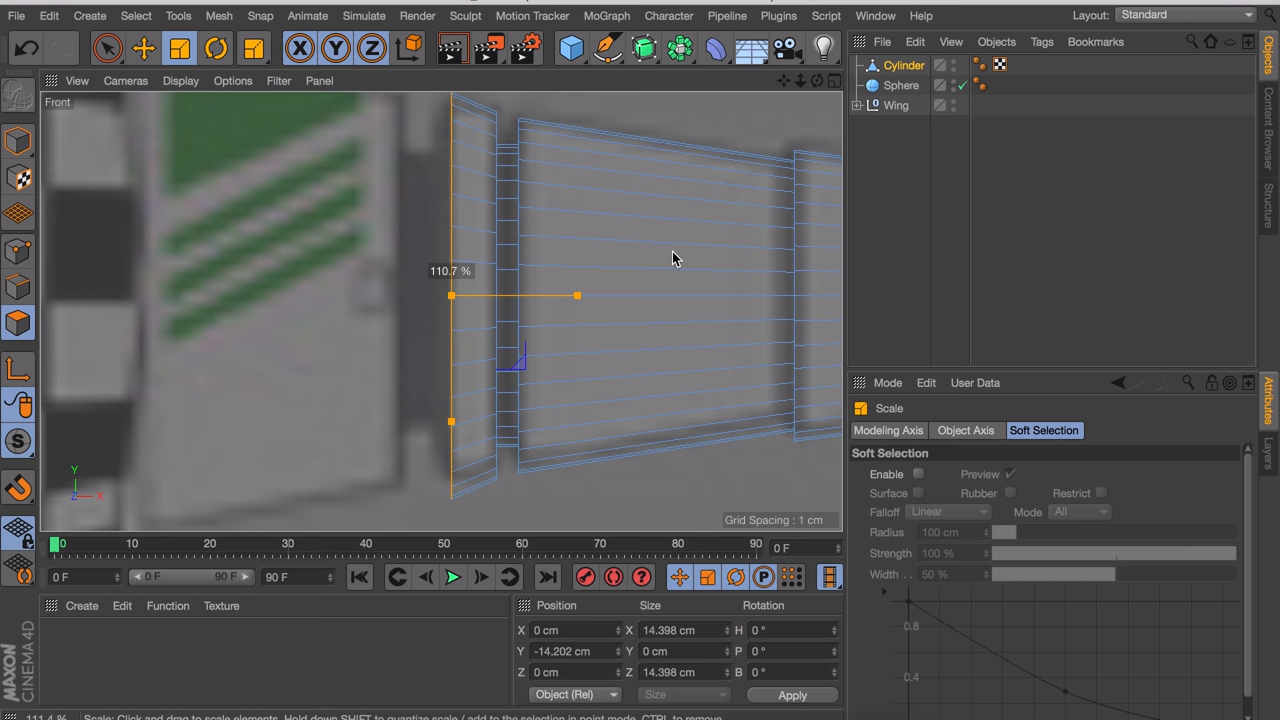 File Edit Create Select Tools Mesh Snap Animate Simulate Render Sculpt Motion Tracker MoGraph Character Pipeline Plugins Script Window Help Layout: Standard
X Y Z
File Edit View Objects Tags Bookmarks
Cylinder
Sphere
Wing
Objects
Content Browser
Structure
View Cameras Display Options Filter Panel
Front
110.7 %
Y
Z X
Grid Spacing : 1 cm
S
Mode Edit User Data
Scale
Modeling Axis Object Axis Soft Selection
Soft Selection
Enable Preview
Surface Rubber Restrict
Falloff Linear Mode All
Radius 100 cm
Strength 100 %
Width . . 50 %
0.8
0.4
Attributes
Layers
0 10 20 30 40 50 60 70 80 90 0 F
0 F 0 F 90 F 90 F
P
Create Edit Function Texture
Position Size Rotation
X 0 cm X 14.398 cm H 0 °
Y -14.202 cm Y 0 cm P 0 °
Z 0 cm Z 14.398 cm B 0 °
Object (Rel) Size Apply
MAXON
CINEMA 4D
111.4 % Scale: Click and drag to scale elements. Hold down SHIFT to quantize scale / add to the selection in point mode, CTRL to remove.